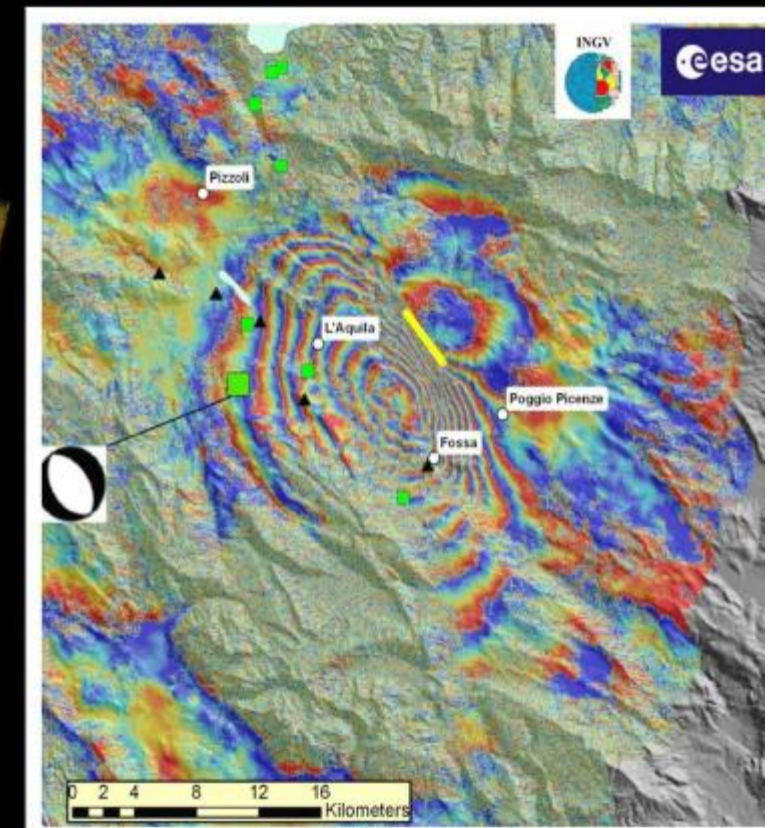 INGV
esa
Pizzoli
L'Aquila
Poggio Picenze
Fossa
0 2 4 8 12 16
Kilometers